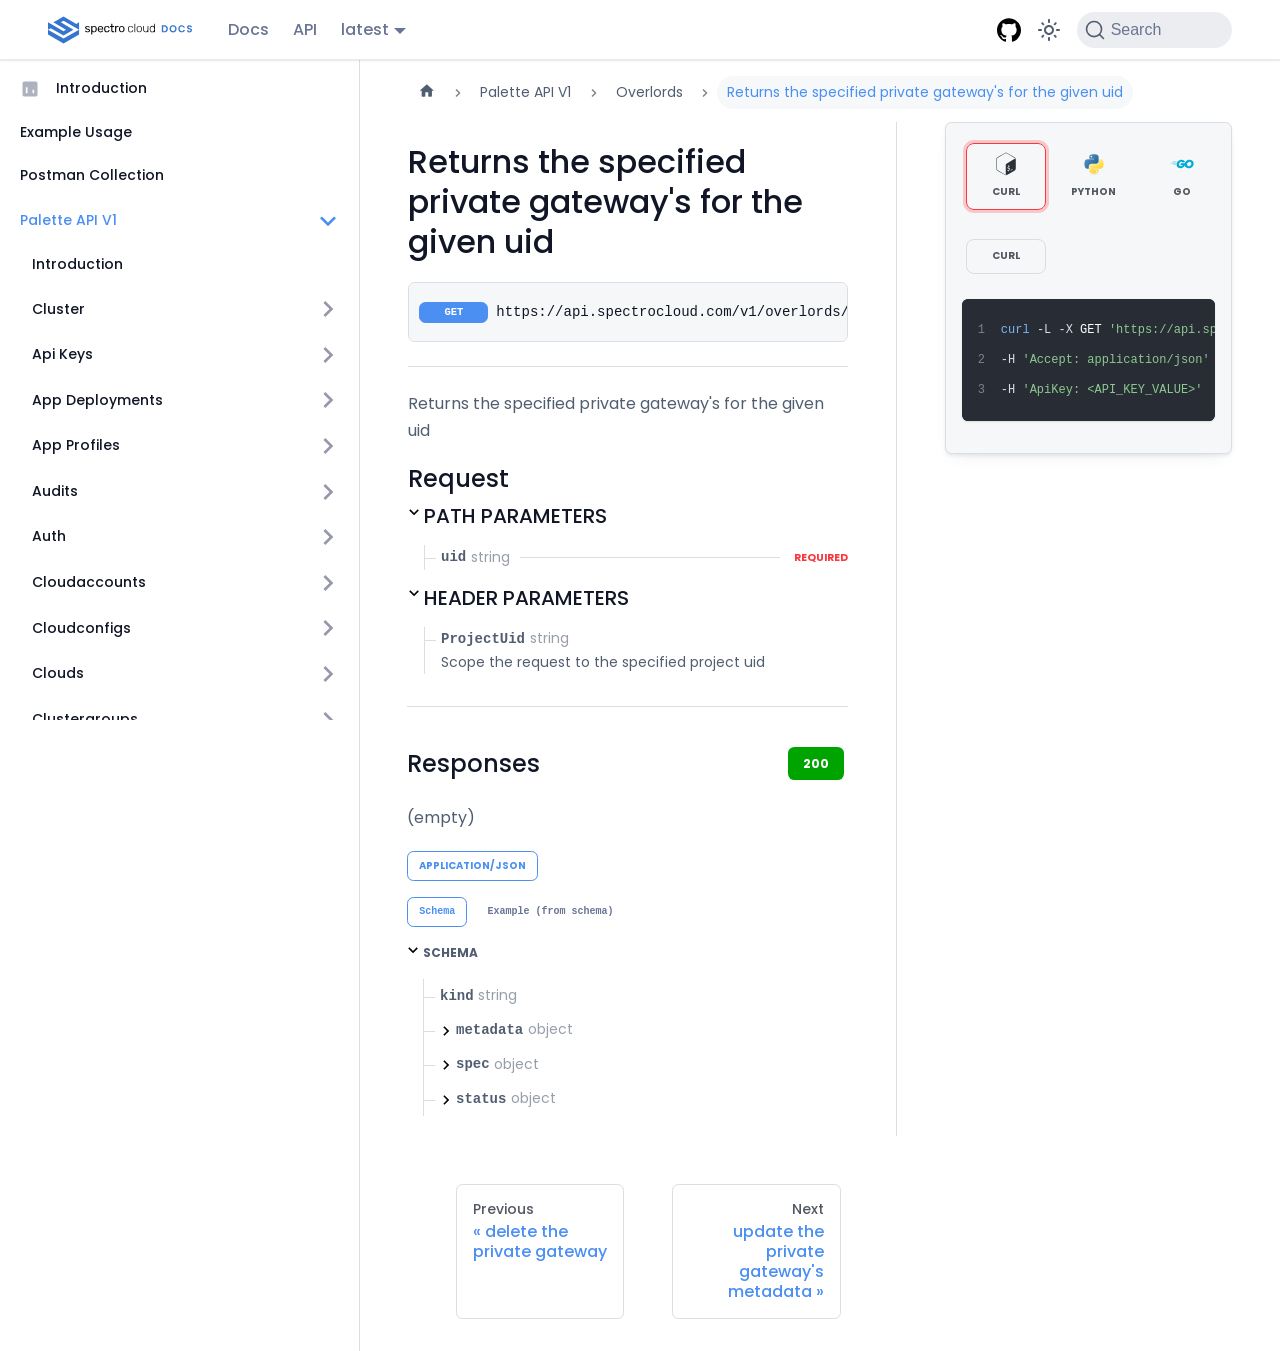 spectro cloud DOCS
Docs
API
latest
Search
Introduction
Example Usage
Postman Collection
Palette API V1
Introduction
Cluster
Api Keys
App Deployments
App Profiles
Audits
Auth
Cloudaccounts
Cloudconfigs
Clouds
Clustergroups
Palette API V1
Overlords
Returns the specified private gateway's for the given uid
Returns the specified
private gateway's for the
given uid
GET https://api.spectrocloud.com/v1/overlords/
Returns the specified private gateway's for the given
uid
Request
PATH PARAMETERS
uid string REQUIRED
HEADER PARAMETERS
ProjectUid string
Scope the request to the specified project uid
Responses
200
(empty)
APPLICATION/JSON
Schema
Example (from schema)
SCHEMA
kind string
metadata object
spec object
status object
CURL
PYTHON
GO
CURL
1 curl -L -X GET 'https://api.sp
2 -H 'Accept: application/json'
3 -H 'ApiKey: <API_KEY_VALUE>'
Previous
« delete the
private gateway
Next
update the
private
gateway's
metadata »